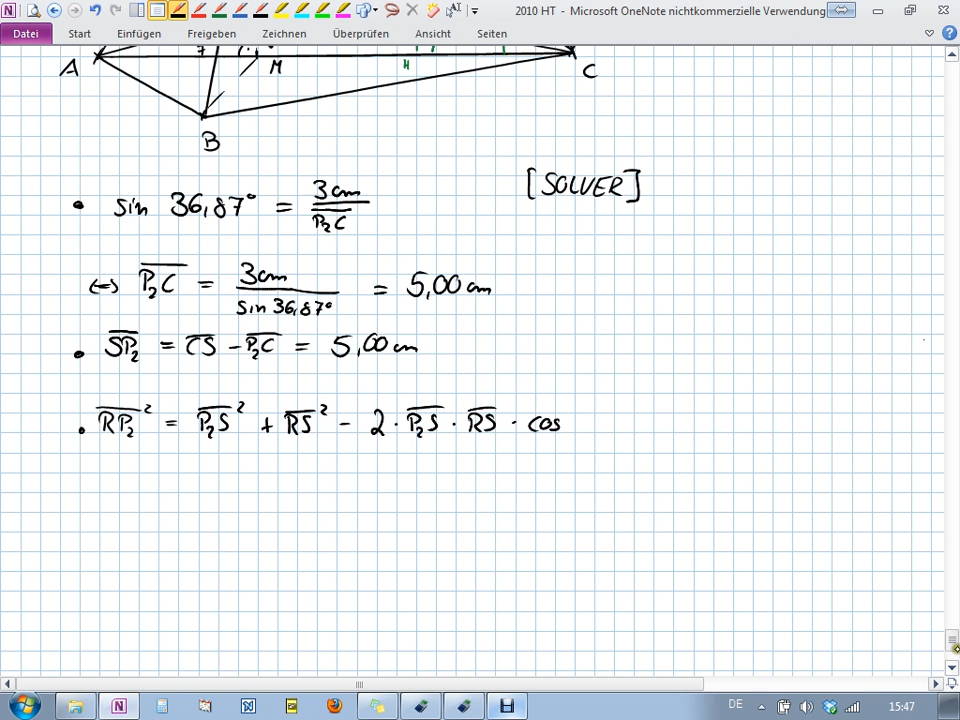 2010 HT - Microsoft OneNote nichtkommerzielle Verwendung
Datei Start Einfügen Freigeben Zeichnen Überprüfen Ansicht Seiten
A M H C
B
[SOLVER]
• sin 36,87° = 3cm / P₂C
⇔ P₂C = 3cm / sin 36,87° = 5,00 cm
• SP₂ = CS − P₂C = 5,00 cm
• RP₂² = P₂S² + RS² − 2 · P₂S · RS · cos
DE 15:47